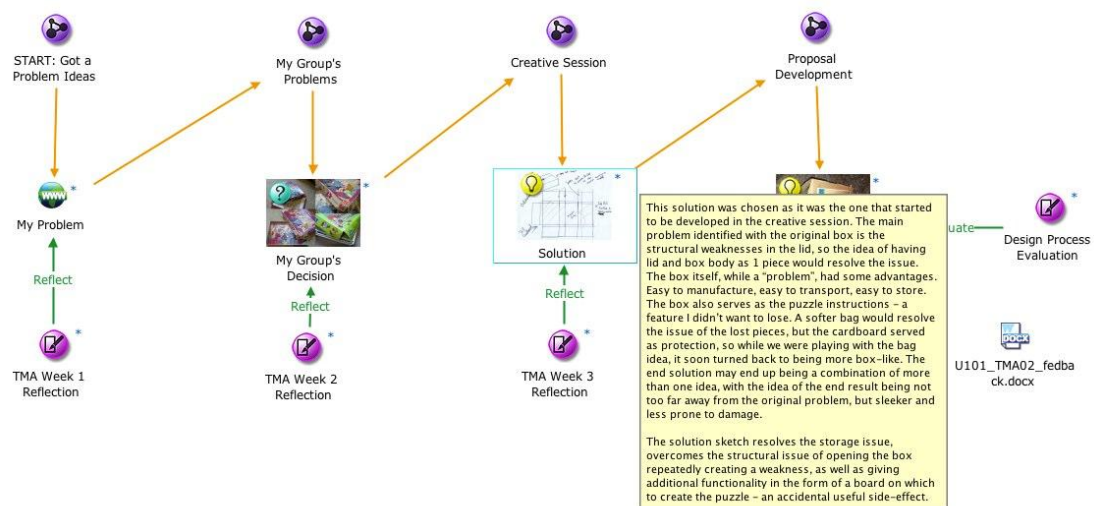 START: Got a
Problem Ideas
My Group's
Problems
Creative Session
Proposal
Development
www
My Problem
?
My Group's
Decision
Solution
Reflect
Reflect
Reflect
TMA Week 1
Reflection
TMA Week 2
Reflection
TMA Week 3
Reflection
This solution was chosen as it was the one that started
to be developed in the creative session. The main
problem identified with the original box is the
structural weaknesses in the lid, so the idea of having
lid and box body as 1 piece would resolve the issue.
The box itself, while a "problem", had some advantages.
Easy to manufacture, easy to transport, easy to store.
The box also serves as the puzzle instructions – a
feature I didn't want to lose. A softer bag would resolve
the issue of the lost pieces, but the cardboard served
as protection, so while we were playing with the bag
idea, it soon turned back to being more box-like. The
end solution may end up being a combination of more
than one idea, with the idea of the end result being not
too far away from the original problem, but sleeker and
less prone to damage.
The solution sketch resolves the storage issue,
overcomes the structural issue of opening the box
repeatedly creating a weakness, as well as giving
additional functionality in the form of a board on which
to create the puzzle – an accidental useful side-effect.
uate
Design Process
Evaluation
W
DOCX
U101_TMA02_fedba
ck.docx